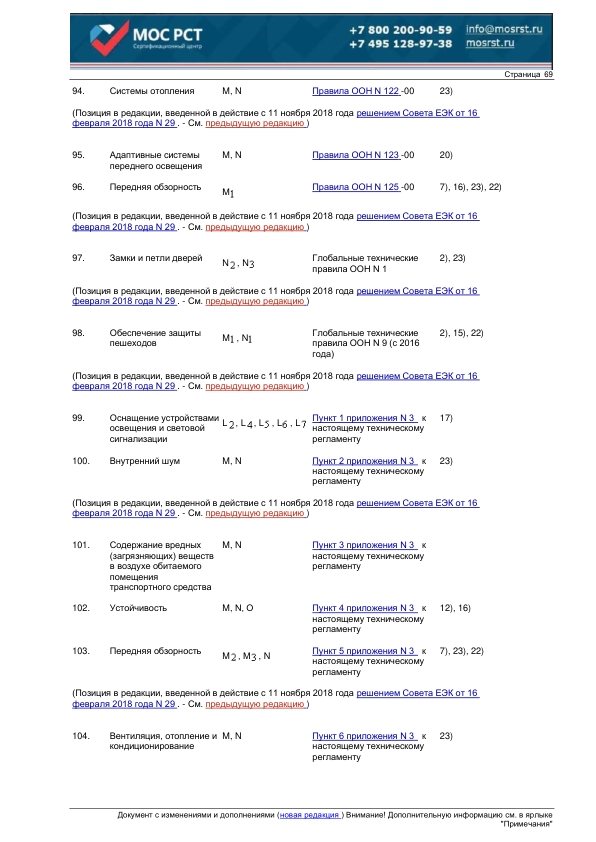 МОС РСТ
Сертификационный центр
+7 800 200-90-59 info@mosrst.ru
+7 495 128-97-38 mosrst.ru
Страница 69
94. Системы отопления M, N Правила ООН N 122 -00 23)
(Позиция в редакции, введенной в действие с 11 ноября 2018 года решением Совета ЕЭК от 16
февраля 2018 года N 29 . - См. предыдущую редакцию )
95. Адаптивные системы M, N Правила ООН N 123 -00 20)
переднего освещения
96. Передняя обзорность M1 Правила ООН N 125 -00 7), 16), 23), 22)
(Позиция в редакции, введенной в действие с 11 ноября 2018 года решением Совета ЕЭК от 16
февраля 2018 года N 29 . - См. предыдущую редакцию )
97. Замки и петли дверей N2 , N3 Глобальные технические 2), 23)
правила ООН N 1
(Позиция в редакции, введенной в действие с 11 ноября 2018 года решением Совета ЕЭК от 16
февраля 2018 года N 29 . - См. предыдущую редакцию )
98. Обеспечение защиты M1 , N1 Глобальные технические 2), 15), 22)
пешеходов правила ООН N 9 (с 2016
года)
(Позиция в редакции, введенной в действие с 11 ноября 2018 года решением Совета ЕЭК от 16
февраля 2018 года N 29 . - См. предыдущую редакцию )
99. Оснащение устройствами L2 , L4 , L5 , L6 , L7 Пункт 1 приложения N 3 к 17)
освещения и световой настоящему техническому
сигнализации регламенту
100. Внутренний шум M, N Пункт 2 приложения N 3 к 23)
настоящему техническому
регламенту
(Позиция в редакции, введенной в действие с 11 ноября 2018 года решением Совета ЕЭК от 16
февраля 2018 года N 29 . - См. предыдущую редакцию )
101. Содержание вредных M, N Пункт 3 приложения N 3 к
(загрязняющих) веществ настоящему техническому
в воздухе обитаемого регламенту
помещения
транспортного средства
102. Устойчивость M, N, O Пункт 4 приложения N 3 к 12), 16)
настоящему техническому
регламенту
103. Передняя обзорность M2 , M3 , N Пункт 5 приложения N 3 к 7), 23), 22)
настоящему техническому
регламенту
(Позиция в редакции, введенной в действие с 11 ноября 2018 года решением Совета ЕЭК от 16
февраля 2018 года N 29 . - См. предыдущую редакцию )
104. Вентиляция, отопление и M, N Пункт 6 приложения N 3 к 23)
кондиционирование настоящему техническому
регламенту
Документ с изменениями и дополнениями (новая редакция ) Внимание! Дополнительную информацию см. в ярлыке
"Примечания"